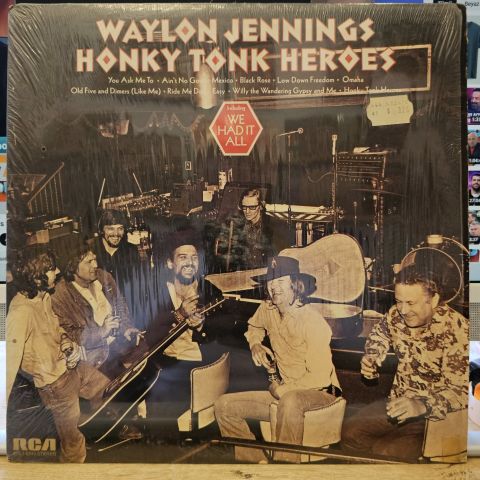 WAYLON JENNINGS
HONKY TONK HEROES
You Ask Me To • Ain't No God in Mexico • Black Rose • Low Down Freedom • Omaha
Old Five and Dimers (Like Me) • Ride Me Down Easy • Willy the Wandering Gypsy and Me • Honky Tonk Heroes
Including
WE
HAD IT
ALL
RCA
STEREO